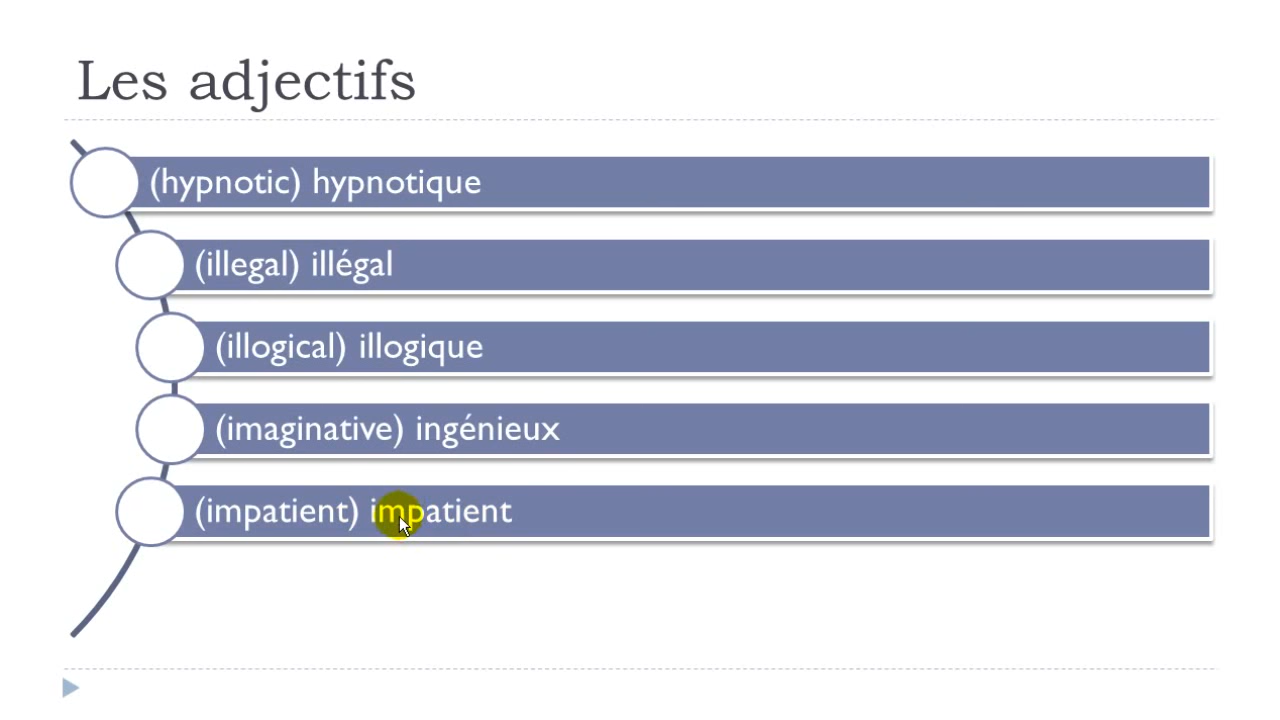 Les adjectifs
(hypnotic) hypnotique
(illegal) illégal
(illogical) illogique
(imaginative) ingénieux
(impatient) impatient